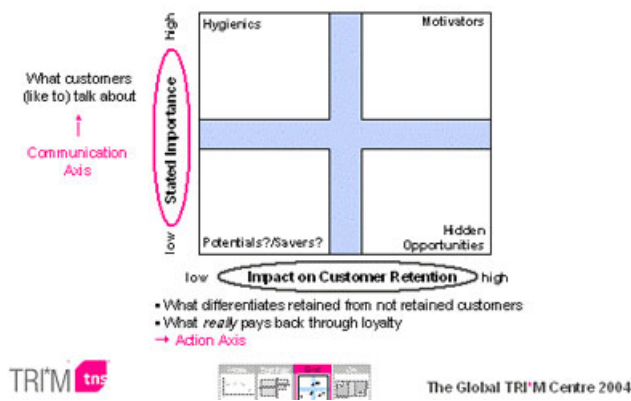 high
Hygienics
Motivators
What customers
(like to) talk about
Communication
Axis
Stated Importance
low
Potentials?/Savers?
Hidden
Opportunities
low
Impact on Customer Retention
high
▪ What differentiates retained from not retained customers
▪ What really pays back through loyalty
→ Action Axis
TRI*M tns
Grid
The Global TRI*M Centre 2004